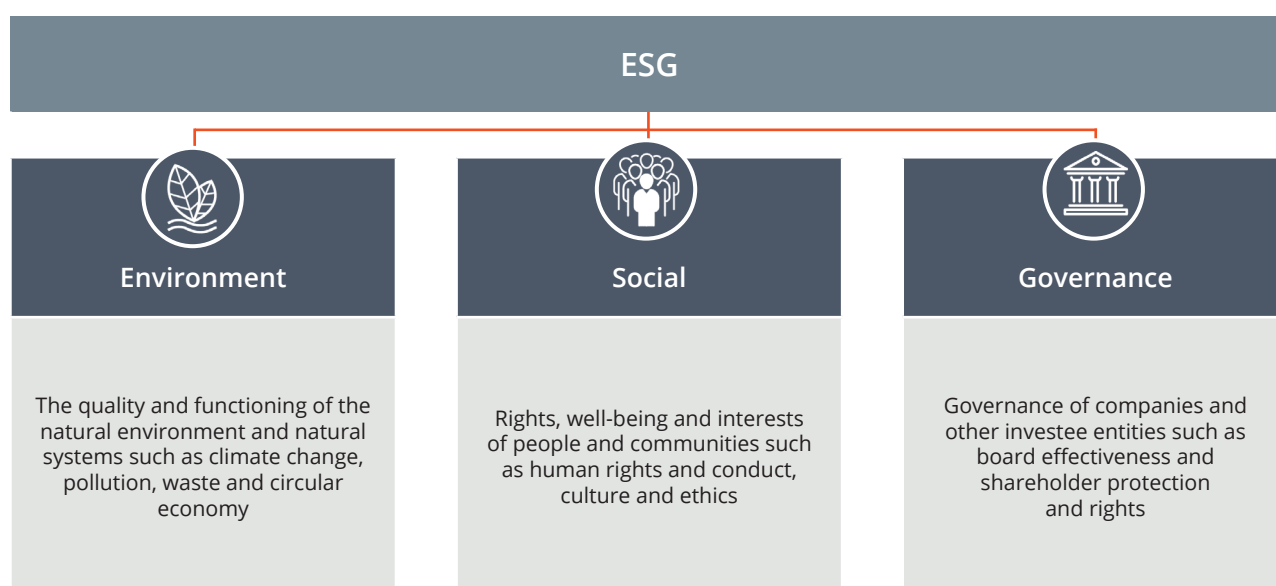 ESG
Environment
The quality and functioning of the
natural environment and natural
systems such as climate change,
pollution, waste and circular
economy
Social
Rights, well-being and interests
of people and communities such
as human rights and conduct,
culture and ethics
Governance
Governance of companies and
other investee entities such as
board effectiveness and
shareholder protection
and rights